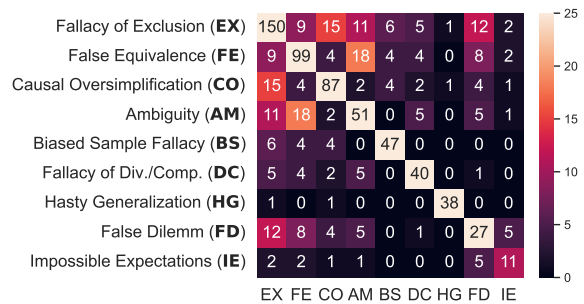 Fallacy of Exclusion (EX) 150 9 15 11 6 5 1 12 2
False Equivalence (FE) 9 99 4 18 4 4 0 8 2
Causal Oversimplification (CO) 15 4 87 2 4 2 1 4 1
Ambiguity (AM) 11 18 2 51 0 5 0 5 1
Biased Sample Fallacy (BS) 6 4 4 0 47 0 0 0 0
Fallacy of Div./Comp. (DC) 5 4 2 5 0 40 0 1 0
Hasty Generalization (HG) 1 0 1 0 0 0 38 0 0
False Dilemm (FD) 12 8 4 5 0 1 0 27 5
Impossible Expectations (IE) 2 2 1 1 0 0 0 5 11
EX FE CO AM BS DC HG FD IE
25
20
15
10
5
0